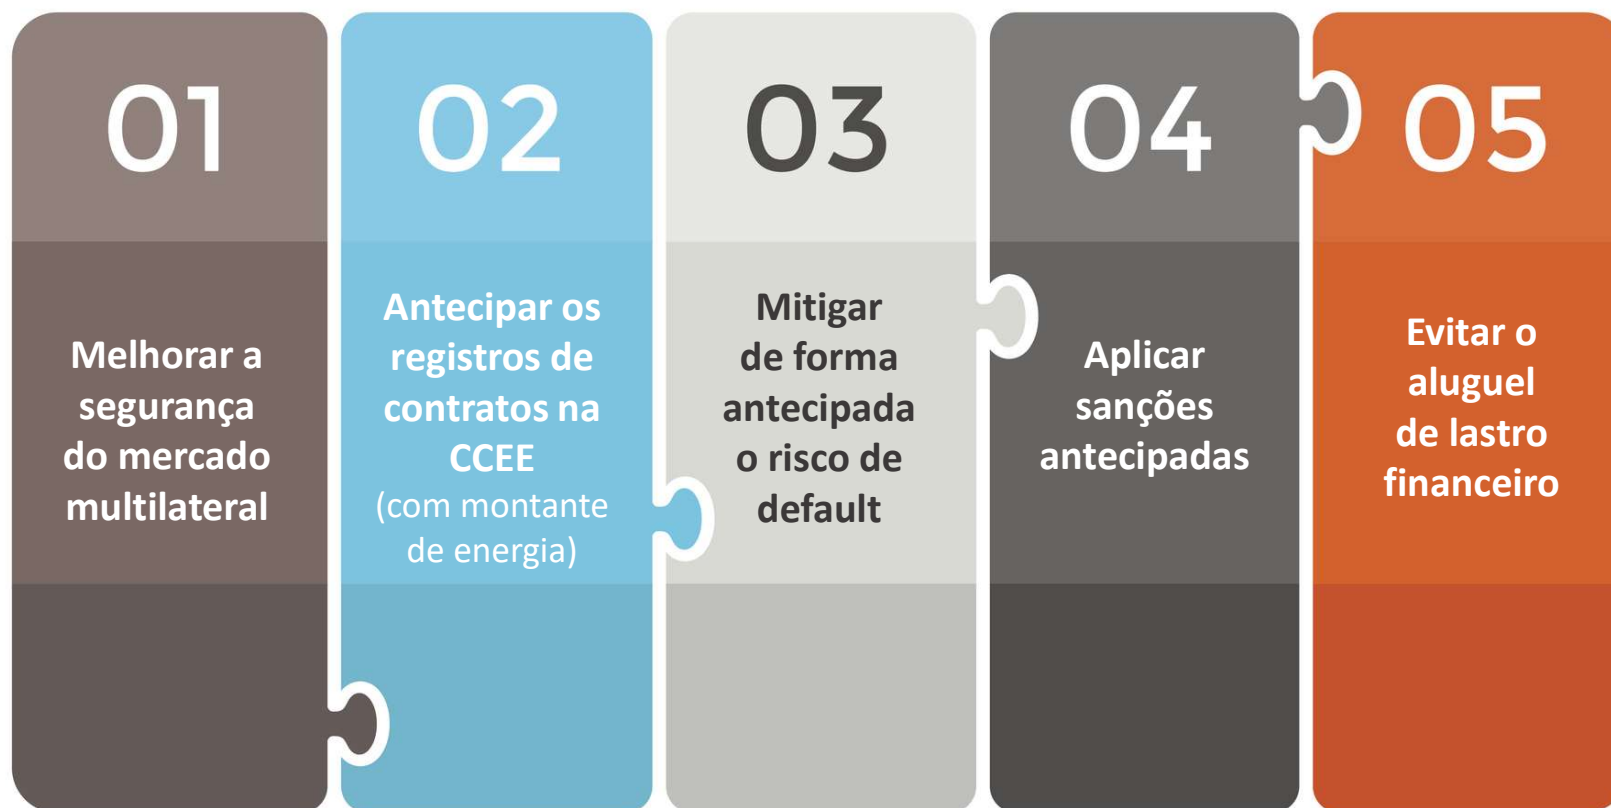 01
Melhorar a
segurança
do mercado
multilateral
02
Antecipar os
registros de
contratos na
CCEE
(com montante
de energia)
03
Mitigar
de forma
antecipada
o risco de
default
04
Aplicar
sanções
antecipadas
05
Evitar o
aluguel
de lastro
financeiro